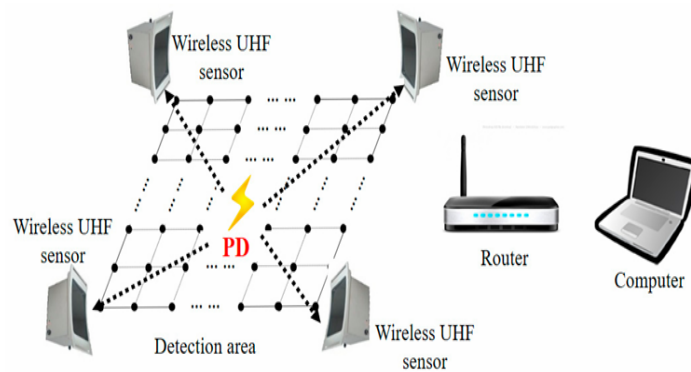 Wireless UHF
sensor
Wireless UHF
sensor
Wireless UHF
sensor
PD
Router
Computer
Detection area
Wireless UHF
sensor